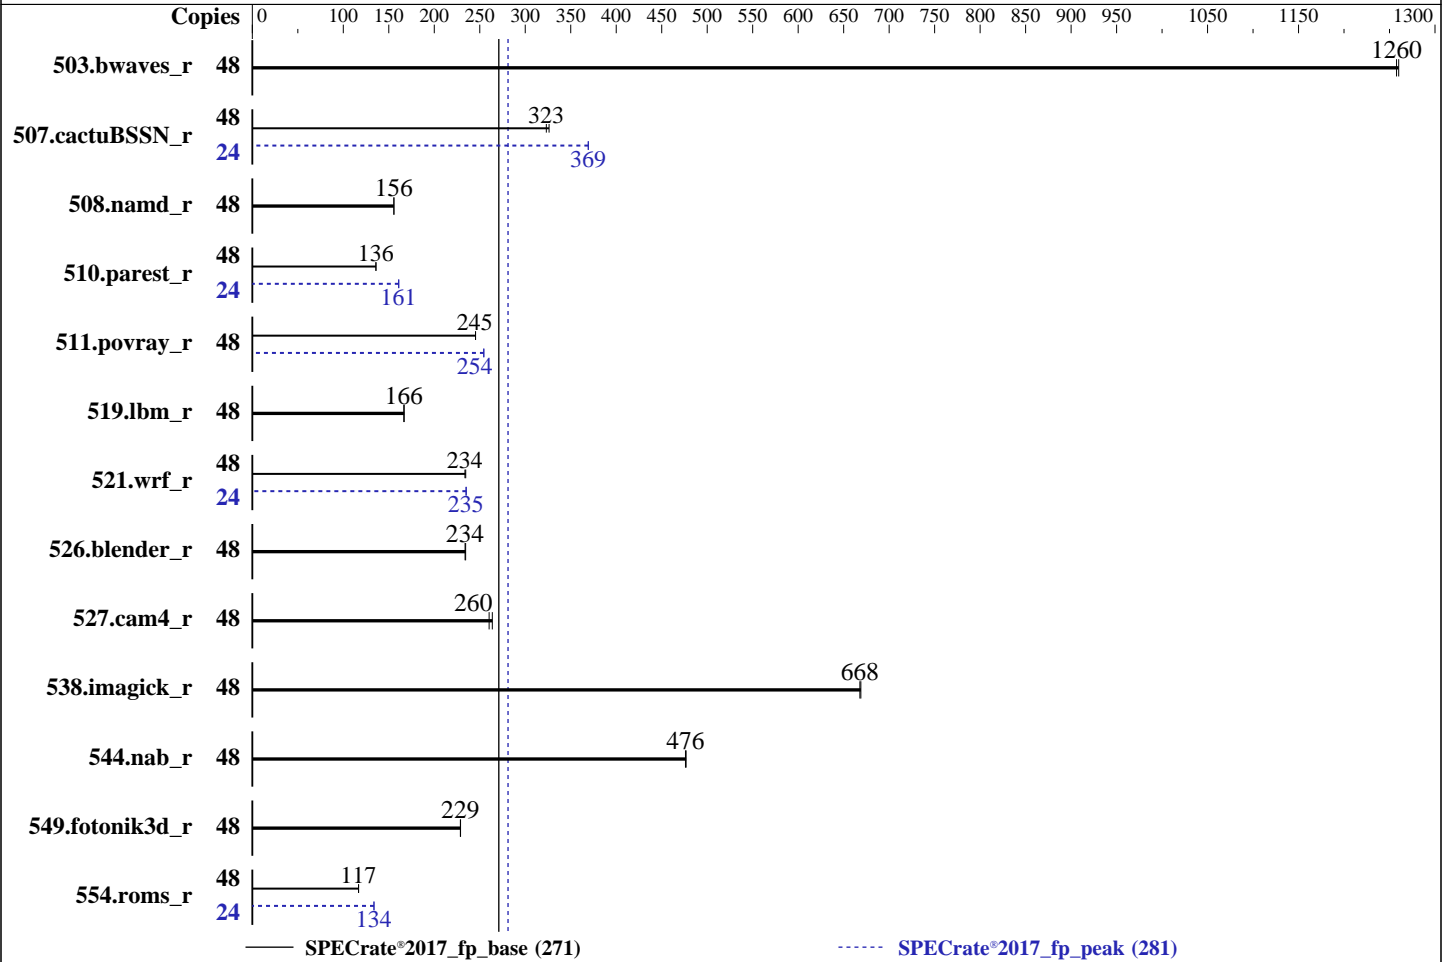 Copies 0 100 150 200 250 300 350 400 450 500 550 600 650 700 750 800 850 900 950 1050 1150 1300
503.bwaves_r 48 1260
507.cactuBSSN_r 48 323
24 369
508.namd_r 48 156
510.parest_r 48 136
24 161
511.povray_r 48 245
254
519.lbm_r 48 166
521.wrf_r 48 234
24 235
526.blender_r 48 234
527.cam4_r 48 260
538.imagick_r 48 668
544.nab_r 48 476
549.fotonik3d_r 48 229
554.roms_r 48 117
24 134
SPECrate®2017_fp_base (271) SPECrate®2017_fp_peak (281)